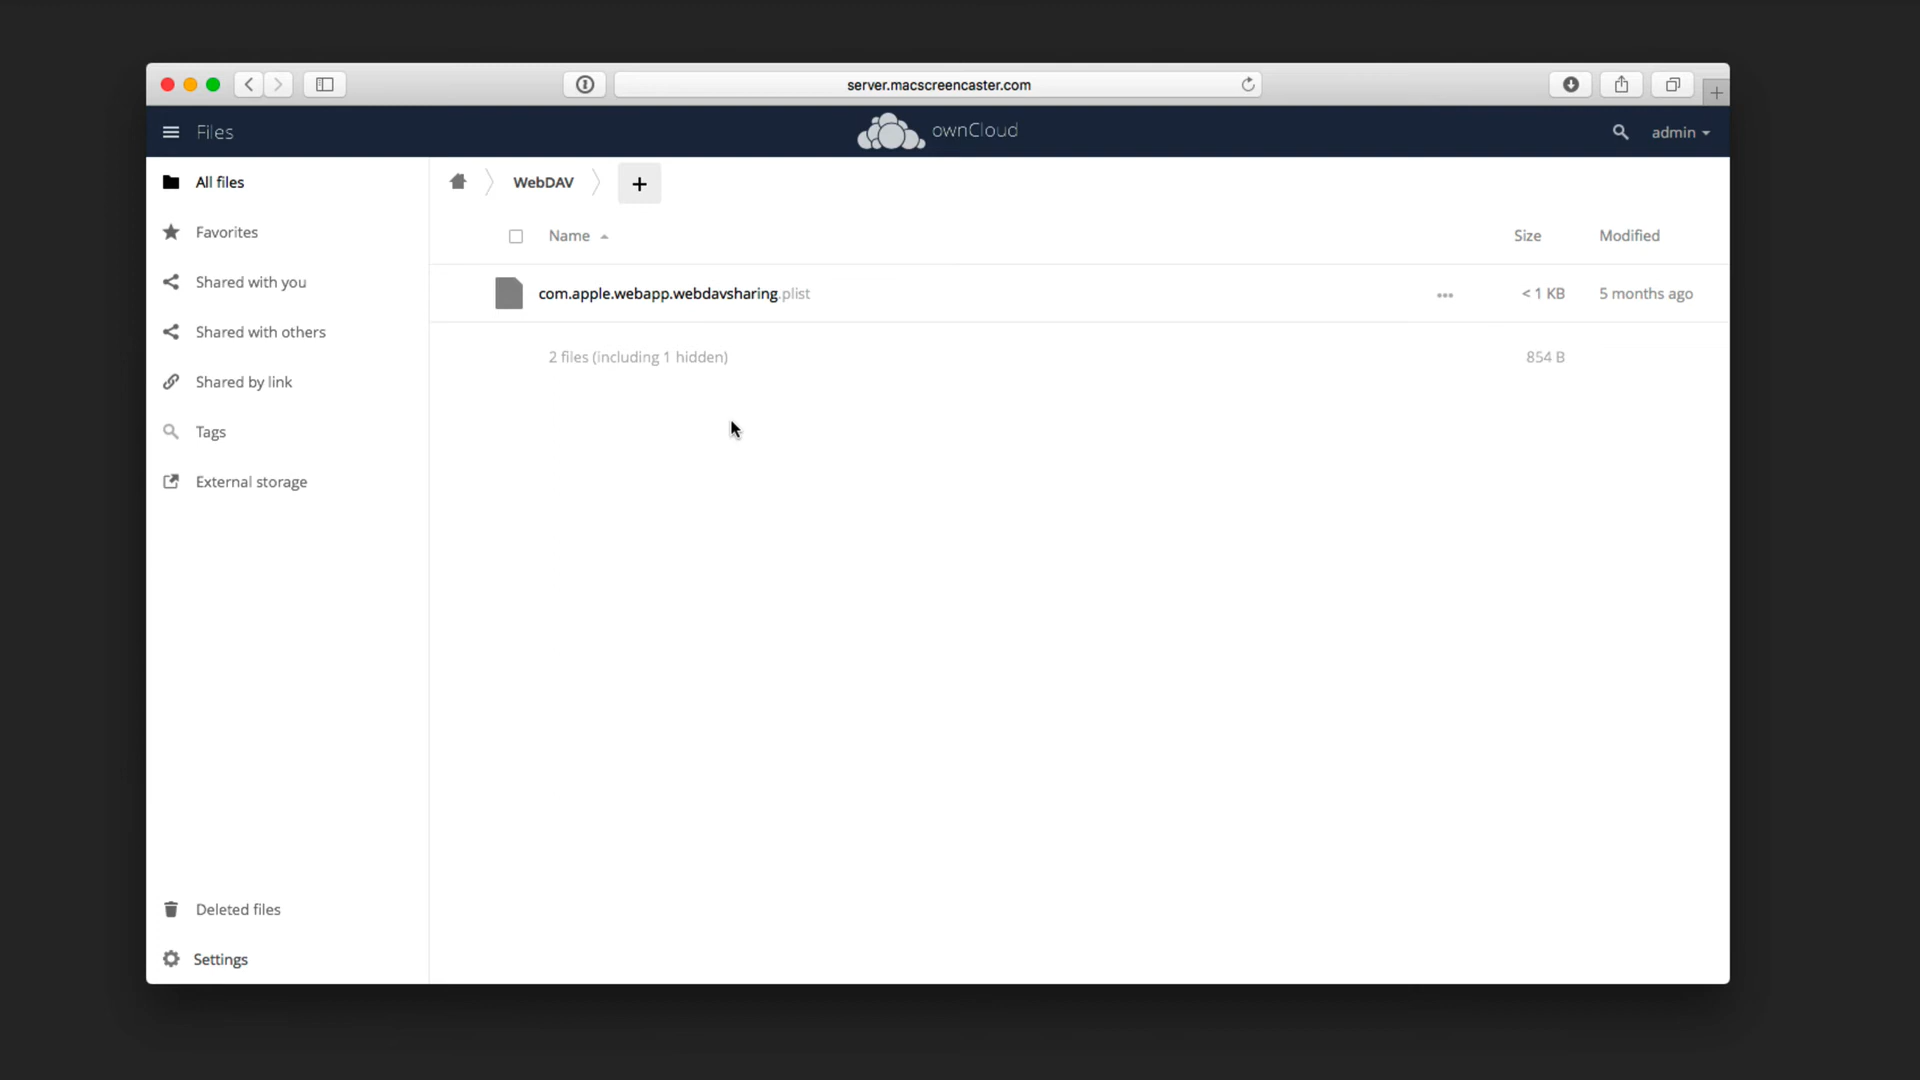 server.macscreencaster.com
Files
ownCloud
admin
All files
Favorites
Shared with you
Shared with others
Shared by link
Tags
External storage
Deleted files
Settings
WebDAV
+
Name Size Modified
com.apple.webapp.webdavsharing.plist ... < 1 KB 5 months ago
2 files (including 1 hidden) 854 B